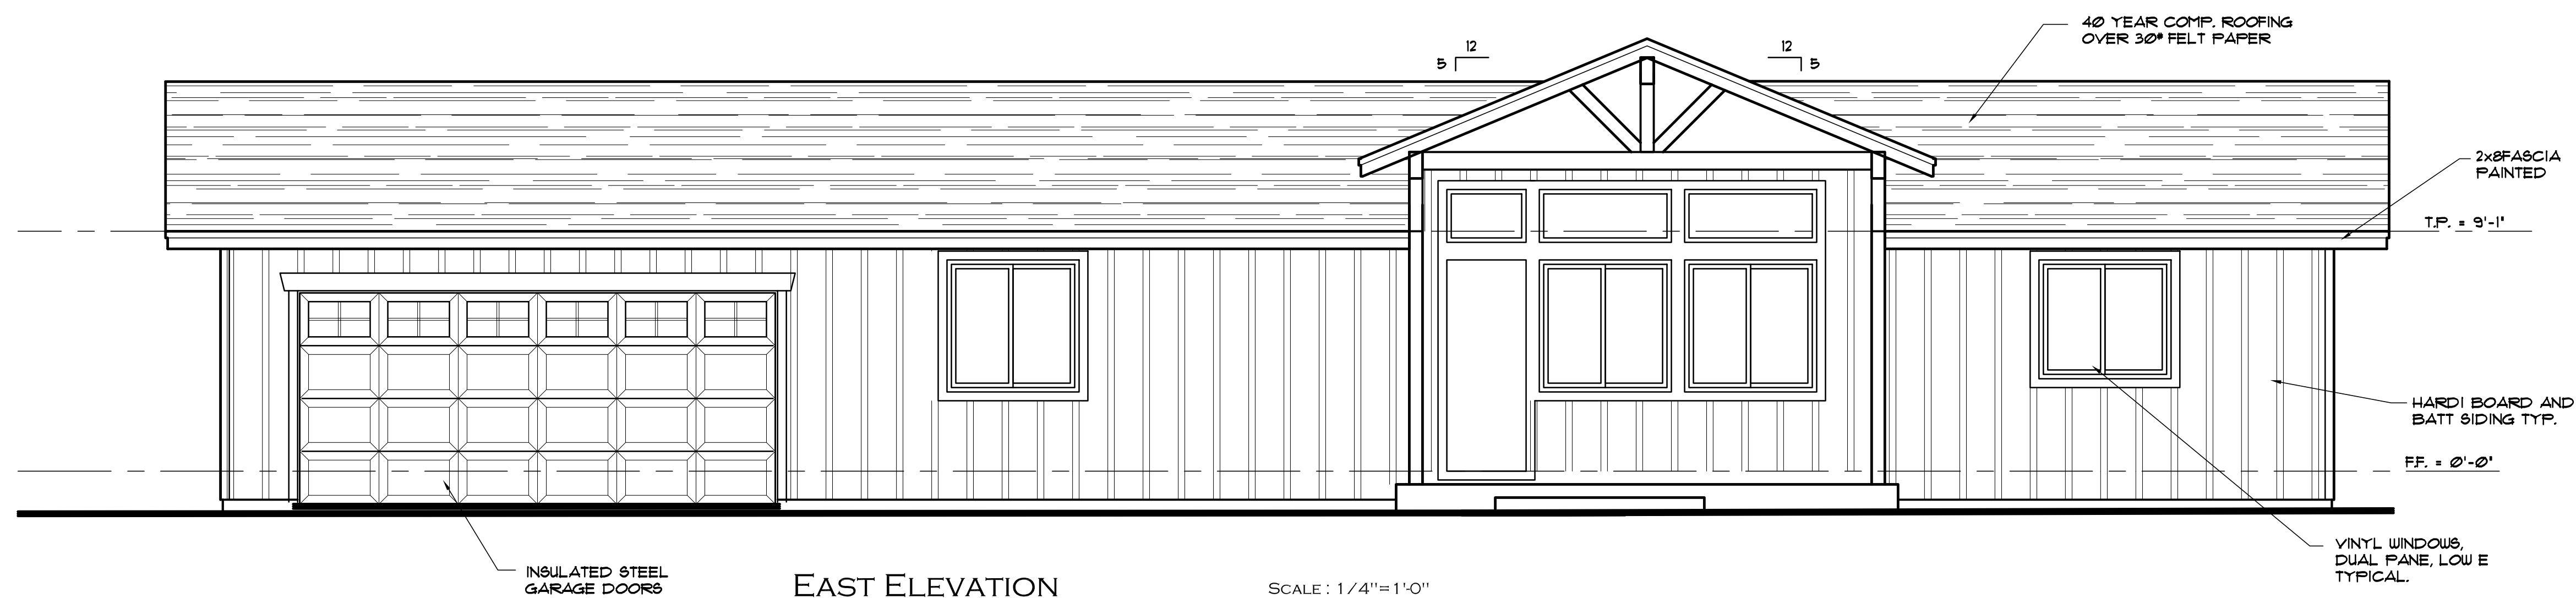 40 YEAR COMP. ROOFING
OVER 30# FELT PAPER
12
5
12
5
2x8FASCIA
PAINTED
T.P. = 9'-1"
HARDI BOARD AND
BATT SIDING TYP.
F.F. = 0'-0"
VINYL WINDOWS,
DUAL PANE, LOW E
TYPICAL.
INSULATED STEEL
GARAGE DOORS
EAST ELEVATION
SCALE : 1/4"=1'-0"